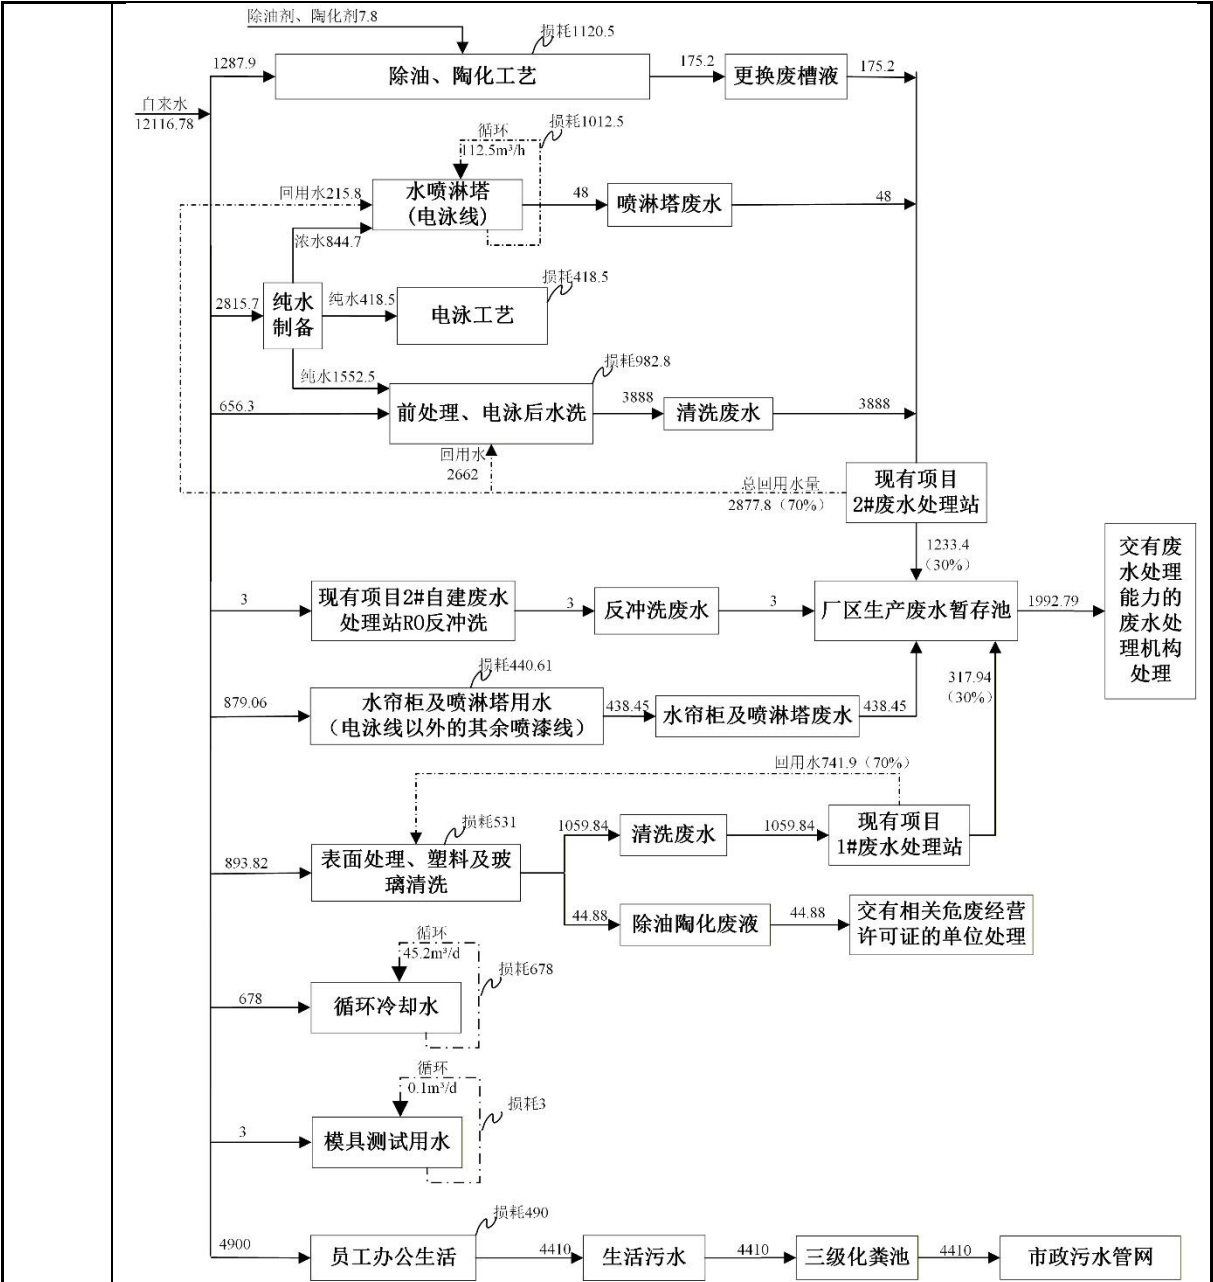 除油剂、陶化剂7.8
损耗1120.5
1287.9
除油、陶化工艺
175.2
更换废槽液
175.2
自来水
12116.78
循环
112.5m³/h
损耗1012.5
回用水215.8
水喷淋塔
(电泳线)
48
喷淋塔废水
48
浓水844.7
2815.7
纯水
制备
纯水418.5
电泳工艺
损耗418.5
纯水1552.5
损耗982.8
656.3
前处理、电泳后水洗
3888
清洗废水
3888
回用水
2662
总回用水量
2877.8（70%）
现有项目
2#废水处理站
1233.4
（30%）
3
现有项目2#自建废水
处理站RO反冲洗
3
反冲洗废水
3
厂区生产废水暂存池
1992.79
交有废
水处理
能力的
废水处
理机构
处理
损耗440.61
879.06
水帘柜及喷淋塔用水
（电泳线以外的其余喷漆线）
438.45
水帘柜及喷淋塔废水
438.45
317.94
（30%）
回用水741.9（70%）
损耗531
893.82
表面处理、塑料及玻
璃清洗
1059.84
清洗废水
1059.84
现有项目
1#废水处理站
44.88
除油陶化废液
44.88
交有相关危废经营
许可证的单位处理
循环
45.2m³/d
损耗678
678
循环冷却水
循环
0.1m³/d
损耗3
3
模具测试用水
损耗490
4900
员工办公生活
4410
生活污水
4410
三级化粪池
4410
市政污水管网